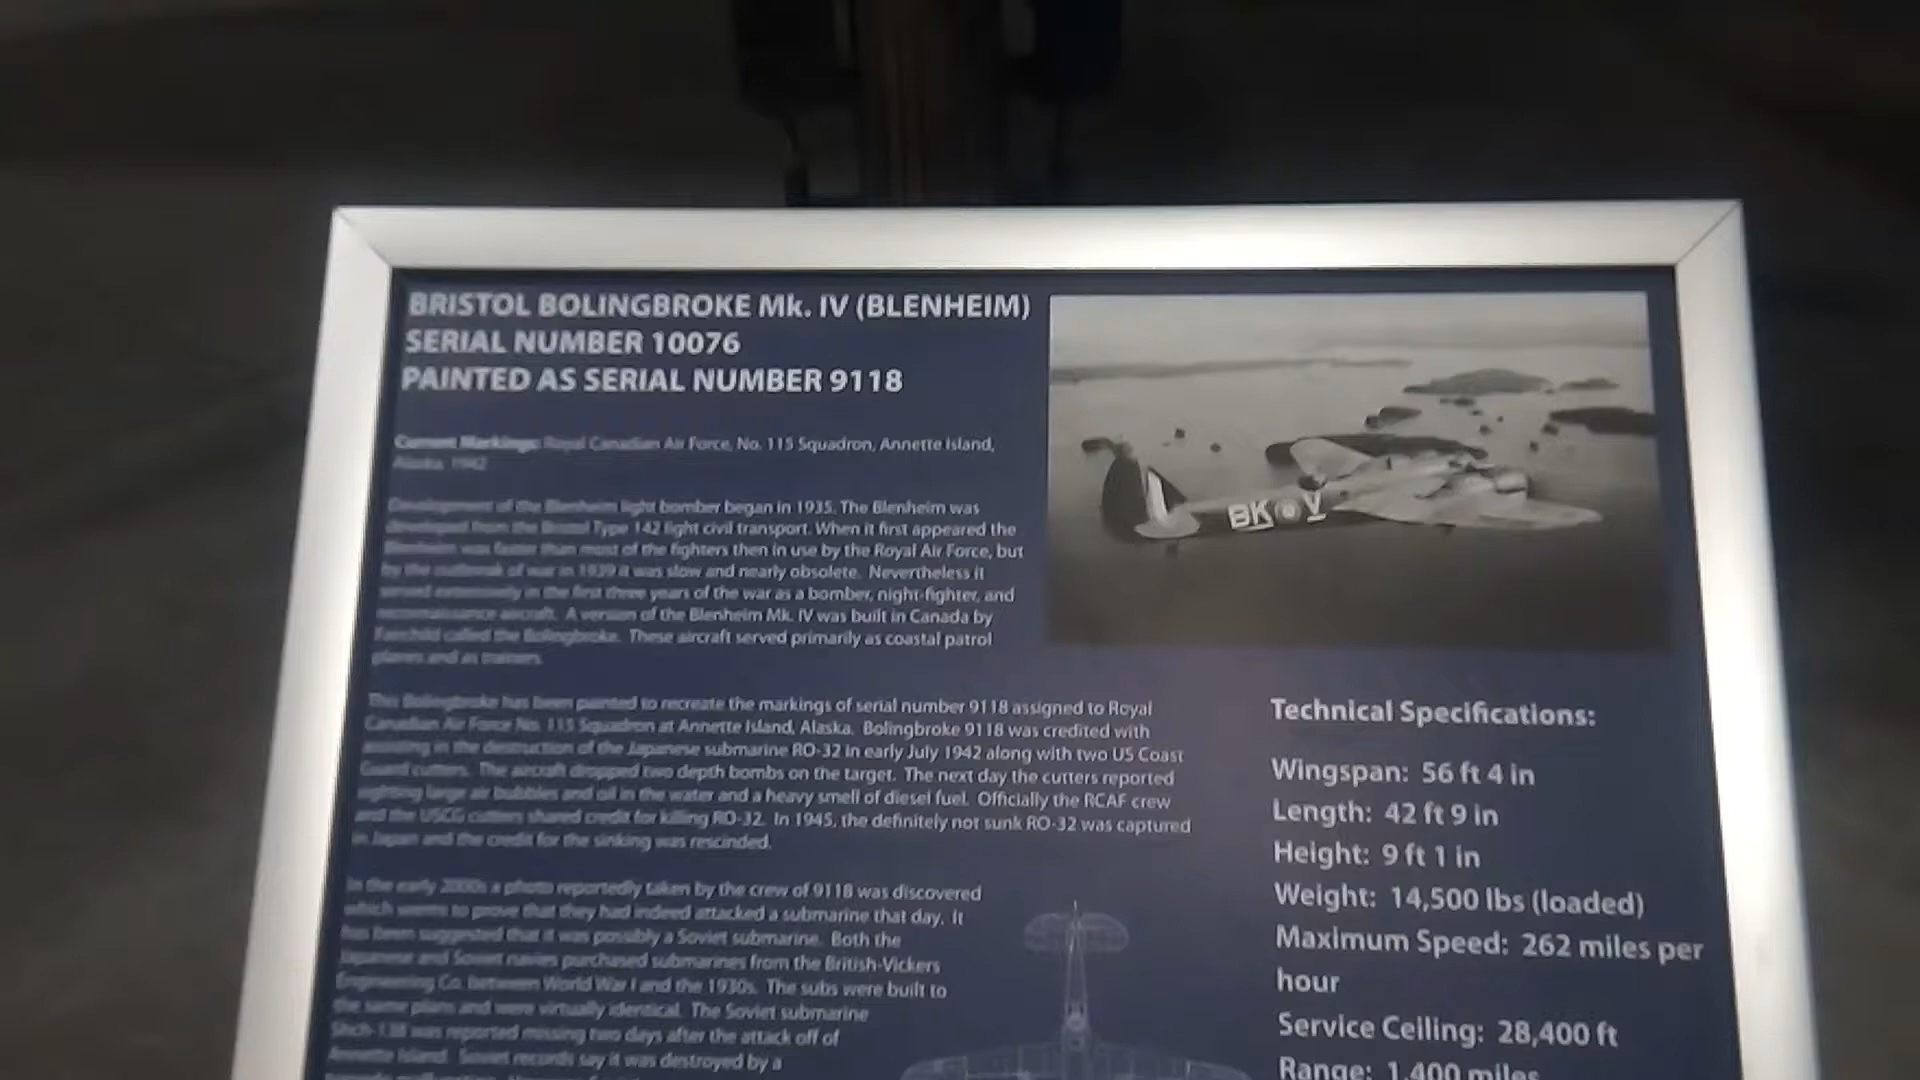 BRISTOL BOLINGBROKE Mk. IV (BLENHEIM)
SERIAL NUMBER 10076
PAINTED AS SERIAL NUMBER 9118
Current Markings: Royal Canadian Air Force, No. 115 Squadron, Annette Island,
Alaska, 1942
Development of the Blenheim light bomber began in 1935. The Blenheim was
developed from the Bristol Type 142 light civil transport. When it first appeared the
Blenheim was faster than most of the fighters then in use by the Royal Air Force, but
by the outbreak of war in 1939 it was slow and nearly obsolete. Nevertheless it
served extensively in the first three years of the war as a bomber, night-fighter, and
reconnaissance aircraft. A version of the Blenheim Mk. IV was built in Canada by
Fairchild called the Bolingbroke. These aircraft served primarily as coastal patrol
planes and as trainers.
This Bolingbroke has been painted to recreate the markings of serial number 9118 assigned to Royal
Canadian Air Force No. 115 Squadron at Annette Island, Alaska. Bolingbroke 9118 was credited with
assisting in the destruction of the Japanese submarine RO-32 in early July 1942 along with two US Coast
Guard cutters. The aircraft dropped two depth bombs on the target. The next day the cutters reported
sighting large air bubbles and oil in the water and a heavy smell of diesel fuel. Officially the RCAF crew
and the USCG cutters shared credit for killing RO-32. In 1945, the definitely not sunk RO-32 was captured
in Japan and the credit for the sinking was rescinded.
In the early 2000s a photo reportedly taken by the crew of 9118 was discovered
which seems to prove that they had indeed attacked a submarine that day. It
has been suggested that it was possibly a Soviet submarine. Both the
Japanese and Soviet navies purchased submarines from the British-Vickers
Engineering Co. between World War I and the 1930s. The subs were built to
the same plans and were virtually identical. The Soviet submarine
Shch-138 was reported missing two days after the attack off of
Annette Island. Soviet records say it was destroyed by a
BK V
Technical Specifications:
Wingspan: 56 ft 4 in
Length: 42 ft 9 in
Height: 9 ft 1 in
Weight: 14,500 lbs (loaded)
Maximum Speed: 262 miles per
hour
Service Ceiling: 28,400 ft
Range: 1,400 miles